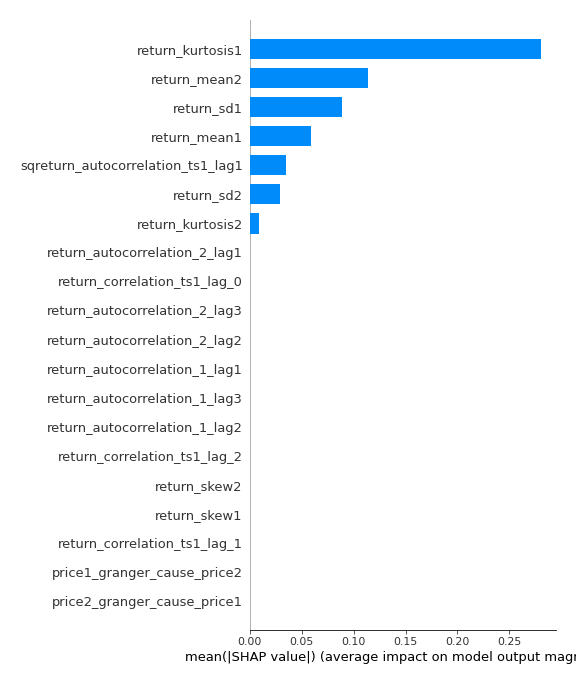 return_kurtosis1
return_mean2
return_sd1
return_mean1
sqreturn_autocorrelation_ts1_lag1
return_sd2
return_kurtosis2
return_autocorrelation_2_lag1
return_correlation_ts1_lag_0
return_autocorrelation_2_lag3
return_autocorrelation_2_lag2
return_autocorrelation_1_lag1
return_autocorrelation_1_lag3
return_autocorrelation_1_lag2
return_correlation_ts1_lag_2
return_skew2
return_skew1
return_correlation_ts1_lag_1
price1_granger_cause_price2
price2_granger_cause_price1
0.00 0.05 0.10 0.15 0.20 0.25
mean(|SHAP value|) (average impact on model output magn